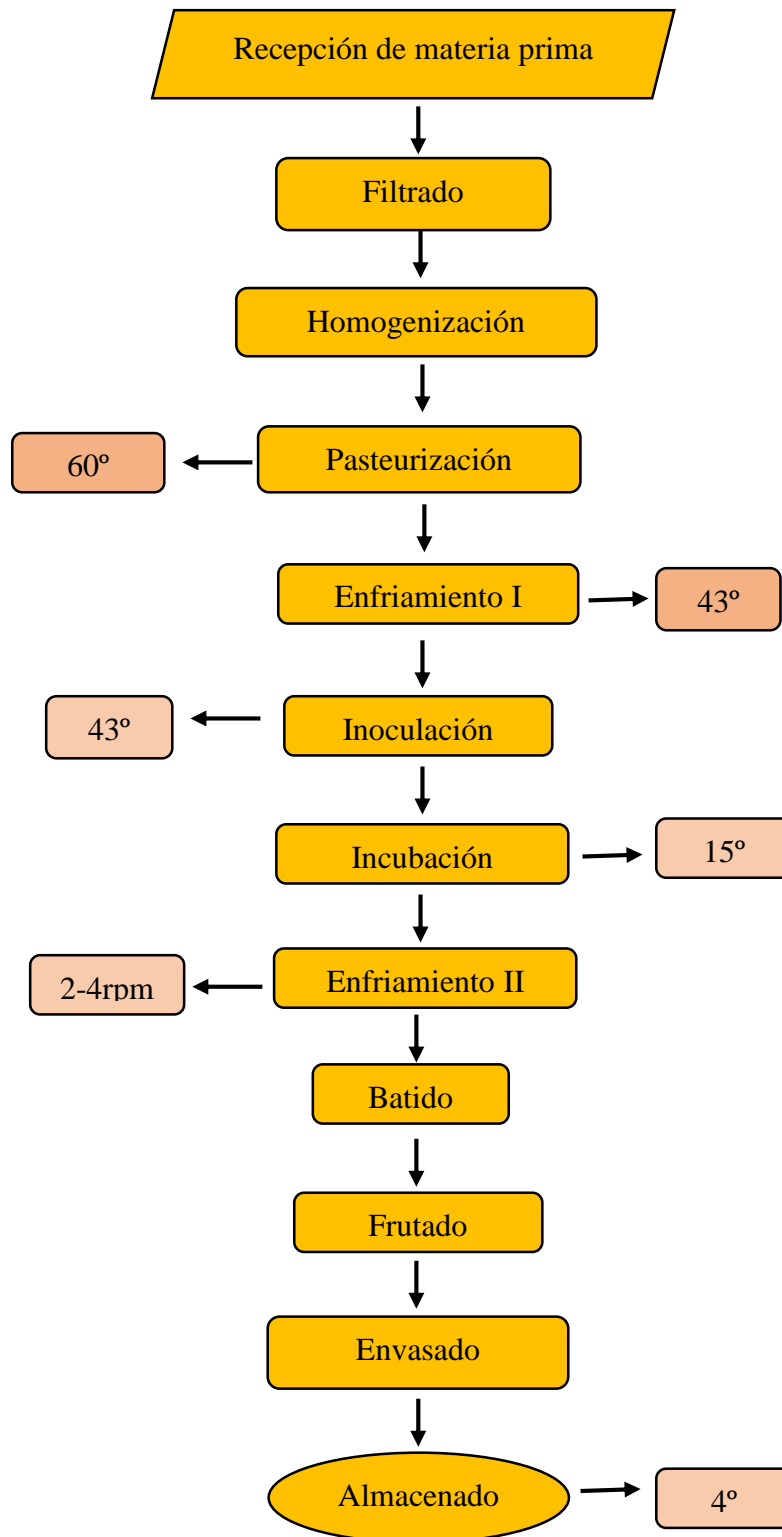 Recepción de materia prima
Filtrado
Homogenización
60º
Pasteurización
Enfriamiento I
43º
43º
Inoculación
Incubación
15º
2-4rpm
Enfriamiento II
Batido
Frutado
Envasado
Almacenado
4º